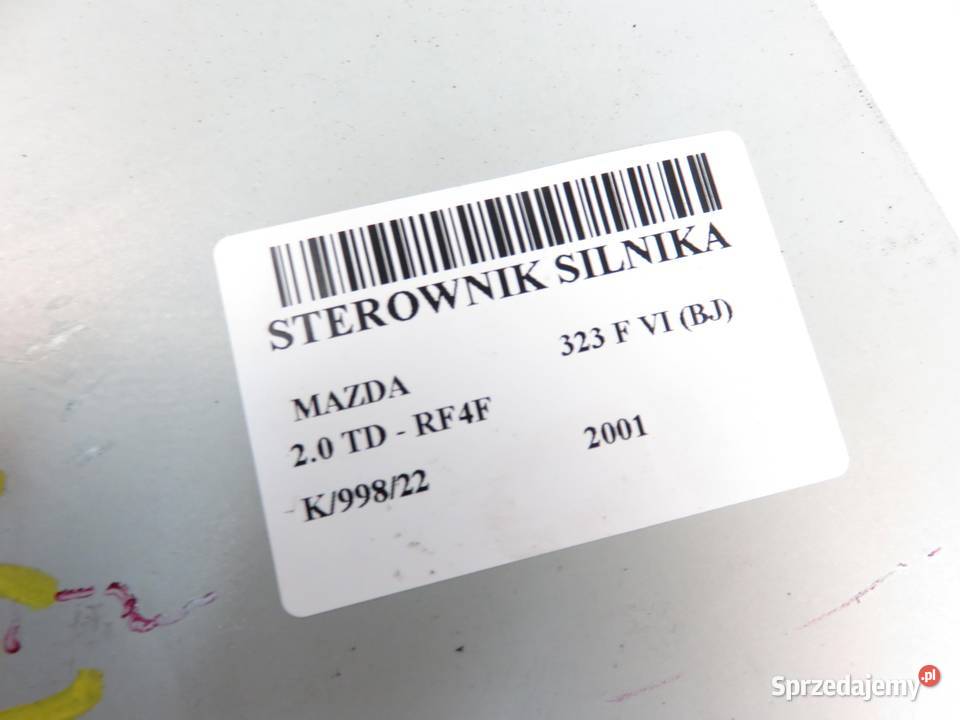 STEROWNIK SILNIKA
MAZDA 323 F VI (BJ)
2.0 TD - RF4F
K/998/22 2001
Sprzedajemy.pl